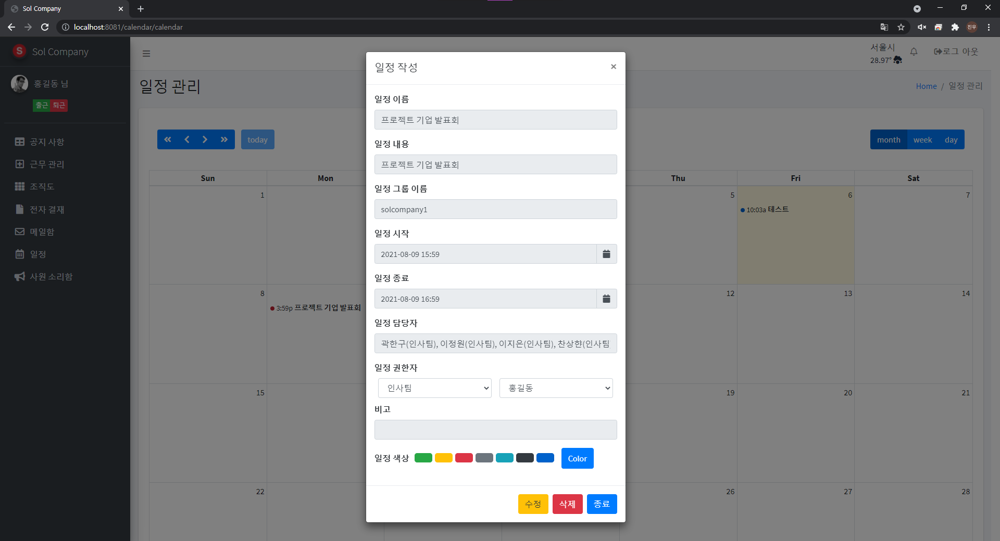 Sol Company
localhost:8081/calendar/calendar
진우
S Sol Company
서울시
28.97°
로그 아웃
홍길동 님
출근 퇴근
공지 사항
근무 관리
조직도
전자 결재
메일함
일정
사원 소리함
일정 관리
Home / 일정 관리
today
month week day
Sun Mon Thu Fri Sat
1 5 6 7
10:03a 테스트
8 12 13 14
3:59p 프로젝트 기업 발표회
15 19 20 21
22 26 27 28
일정 작성
×
일정 이름
프로젝트 기업 발표회
일정 내용
프로젝트 기업 발표회
일정 그룹 이름
solcompany1
일정 시작
2021-08-09 15:59
일정 종료
2021-08-09 16:59
일정 담당자
곽한구(인사팀), 이정원(인사팀), 이지은(인사팀), 찬상햔(인사팀
일정 권한자
인사팀 홍길동
비고
일정 색상 Color
수정 삭제 종료